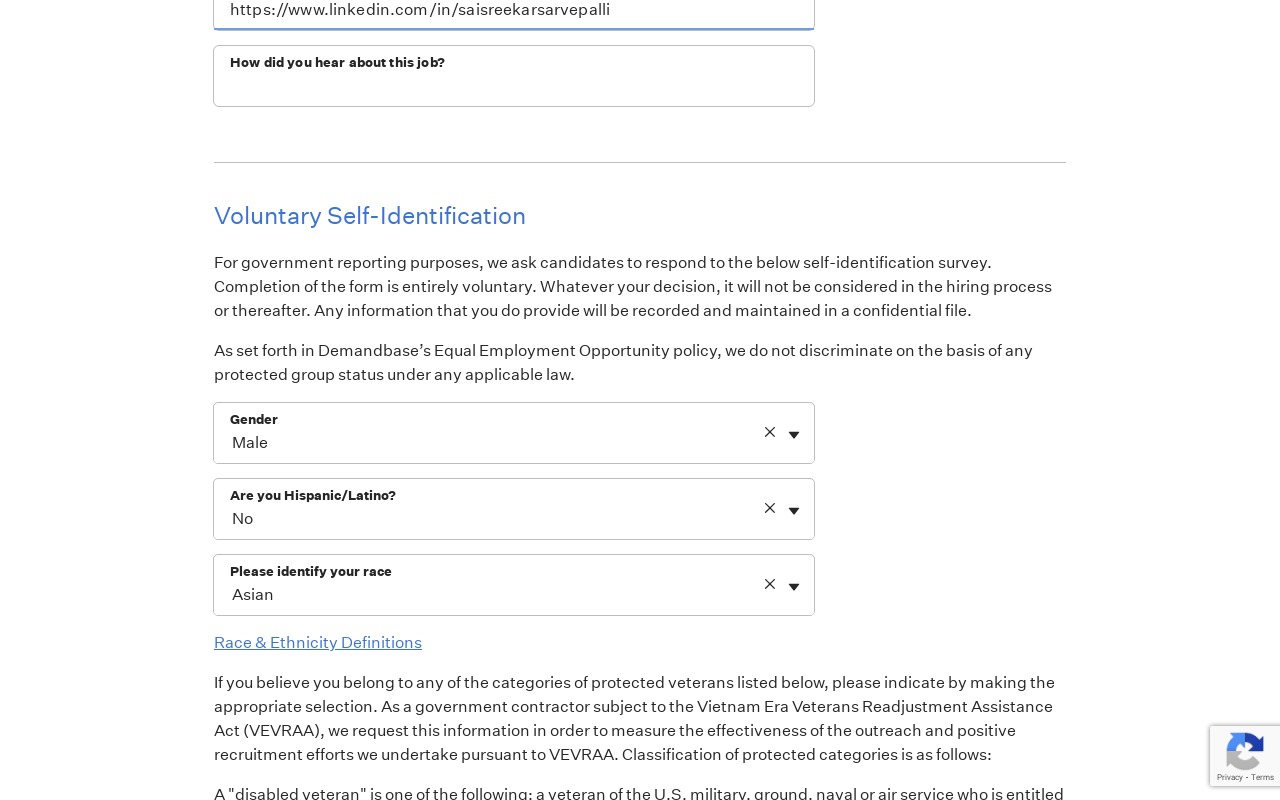 https://www.linkedin.com/in/saisreekarsarvepalli
How did you hear about this job?
Voluntary Self-Identification
For government reporting purposes, we ask candidates to respond to the below self-identification survey.
Completion of the form is entirely voluntary. Whatever your decision, it will not be considered in the hiring process
or thereafter. Any information that you do provide will be recorded and maintained in a confidential file.
As set forth in Demandbase’s Equal Employment Opportunity policy, we do not discriminate on the basis of any
protected group status under any applicable law.
Gender
Male
Are you Hispanic/Latino?
No
Please identify your race
Asian
Race & Ethnicity Definitions
If you believe you belong to any of the categories of protected veterans listed below, please indicate by making the
appropriate selection. As a government contractor subject to the Vietnam Era Veterans Readjustment Assistance
Act (VEVRAA), we request this information in order to measure the effectiveness of the outreach and positive
recruitment efforts we undertake pursuant to VEVRAA. Classification of protected categories is as follows:
A "disabled veteran" is one of the following: a veteran of the U.S. military, ground, naval or air service who is entitled
Privacy - Terms